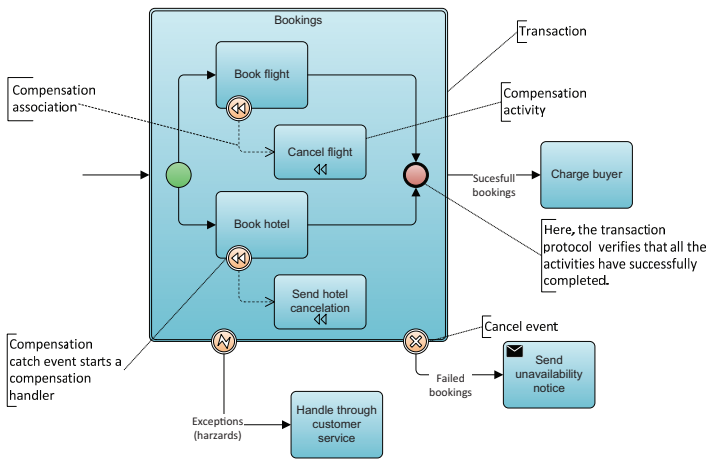 Bookings
Transaction
Book flight
Compensation
association
Compensation
activity
Cancel flight
Sucesfull
bookings
Charge buyer
Book hotel
Here, the transaction
protocol verifies that all the
activities have successfully
completed.
Send hotel
cancelation
Cancel event
Compensation
catch event starts a
compensation
handler
Send
unavailability
notice
Failed
bookings
Exceptions
(harzards)
Handle through
customer
service